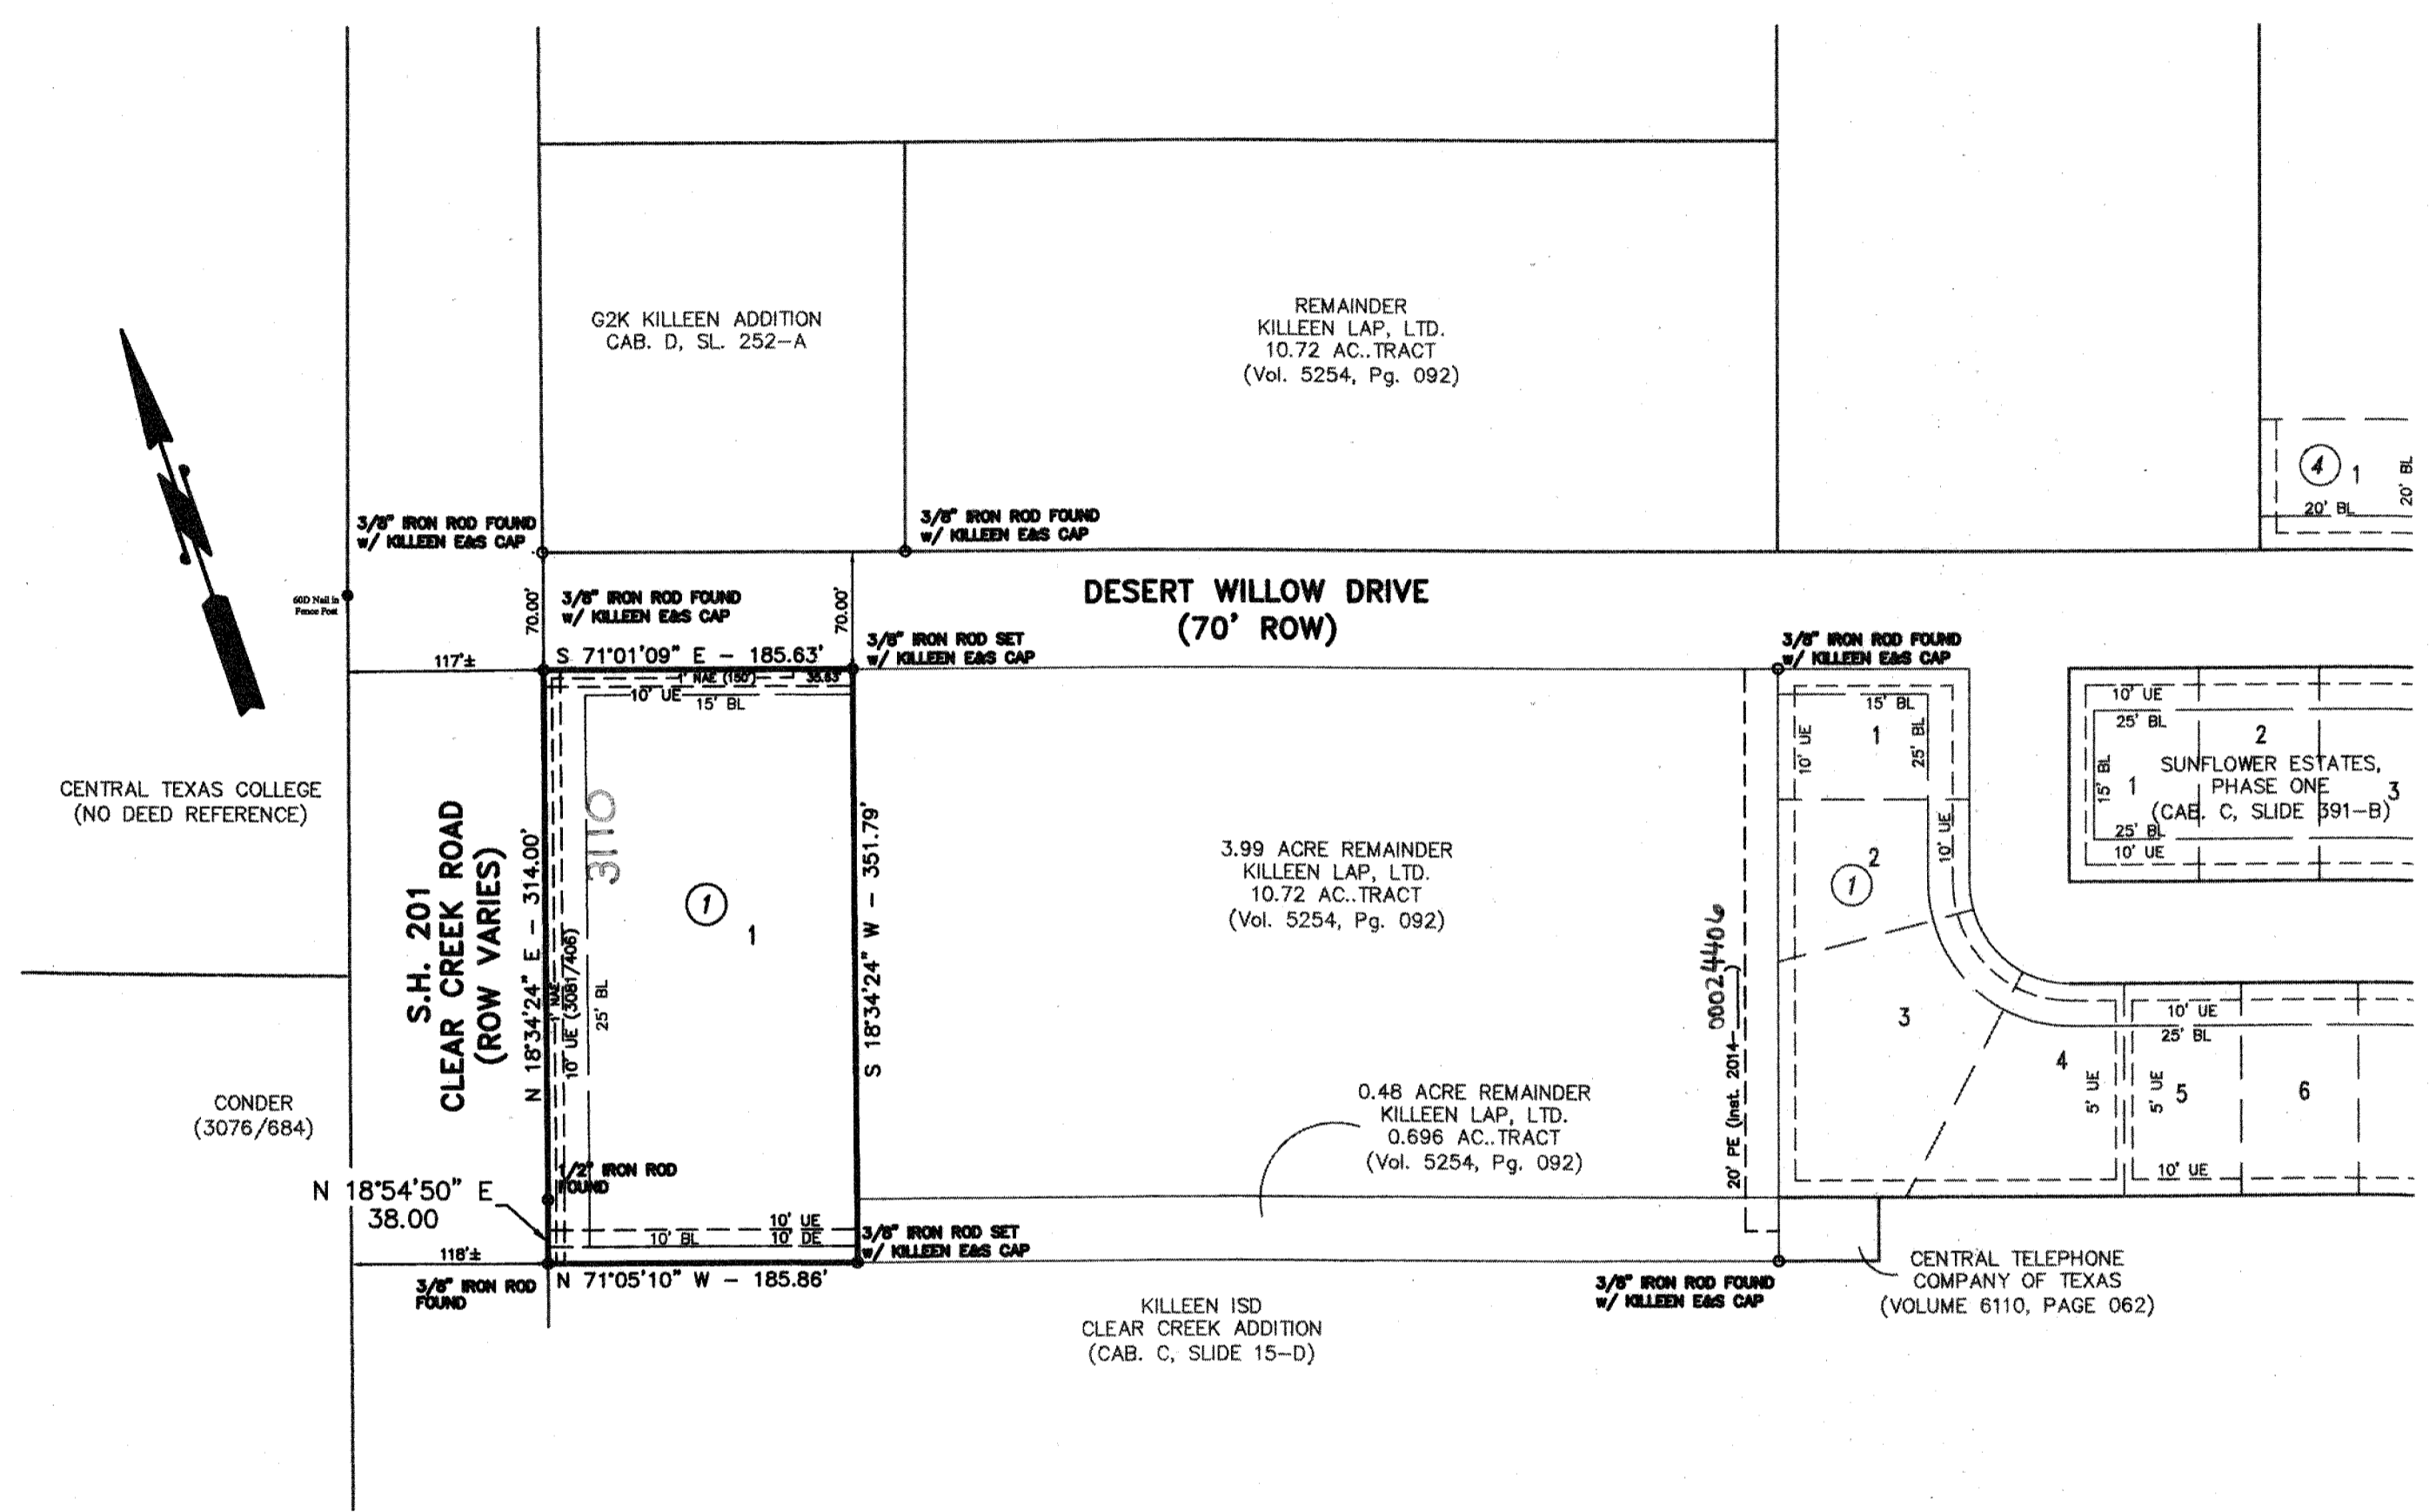 G2K KILLEEN ADDITION
CAB. D, SL. 252-A
REMAINDER
KILLEEN LAP, LTD.
10.72 AC..TRACT
(Vol. 5254, Pg. 092)
4
1
20' BL
20' BL
3/8" IRON ROD FOUND
w/ KILLEEN E&S CAP
3/8" IRON ROD FOUND
w/ KILLEEN E&S CAP
60D Nail in
Fence Post
70.00'
3/8" IRON ROD FOUND
w/ KILLEEN E&S CAP
70.00'
DESERT WILLOW DRIVE
(70' ROW)
3/8" IRON ROD SET
w/ KILLEEN E&S CAP
3/8" IRON ROD FOUND
w/ KILLEEN E&S CAP
117'±
S 71°01'09" E - 185.63'
1' NAE (150')
35.63'
10' UE
15' BL
15' BL
10' UE
1
25' BL
10' UE
25' BL
2
15' BL
1
SUNFLOWER ESTATES,
PHASE ONE
3
(CAB. C, SLIDE 391-B)
25' BL
10' UE
CENTRAL TEXAS COLLEGE
(NO DEED REFERENCE)
S.H. 201
CLEAR CREEK ROAD
(ROW VARIES)
N 18°34'24" E - 314.00'
1' NAE
10' UE (3081/406)
25' BL
3110
1
1
S 18°34'24" W - 351.79'
3.99 ACRE REMAINDER
KILLEEN LAP, LTD.
10.72 AC..TRACT
(Vol. 5254, Pg. 092)
20' PE (Inst. 2014-
00024406
10' UE
2
1
3
4
5' UE
5' UE
5
6
10' UE
25' BL
10' UE
CONDER
(3076/684)
0.48 ACRE REMAINDER
KILLEEN LAP, LTD.
0.696 AC..TRACT
(Vol. 5254, Pg. 092)
N 18°54'50" E
38.00
1/2" IRON ROD
FOUND
10' UE
10' BL
10' DE
3/8" IRON ROD SET
w/ KILLEEN E&S CAP
118'±
3/8" IRON ROD
FOUND
N 71°05'10" W - 185.86'
3/8" IRON ROD FOUND
w/ KILLEEN E&S CAP
CENTRAL TELEPHONE
COMPANY OF TEXAS
(VOLUME 6110, PAGE 062)
KILLEEN ISD
CLEAR CREEK ADDITION
(CAB. C, SLIDE 15-D)